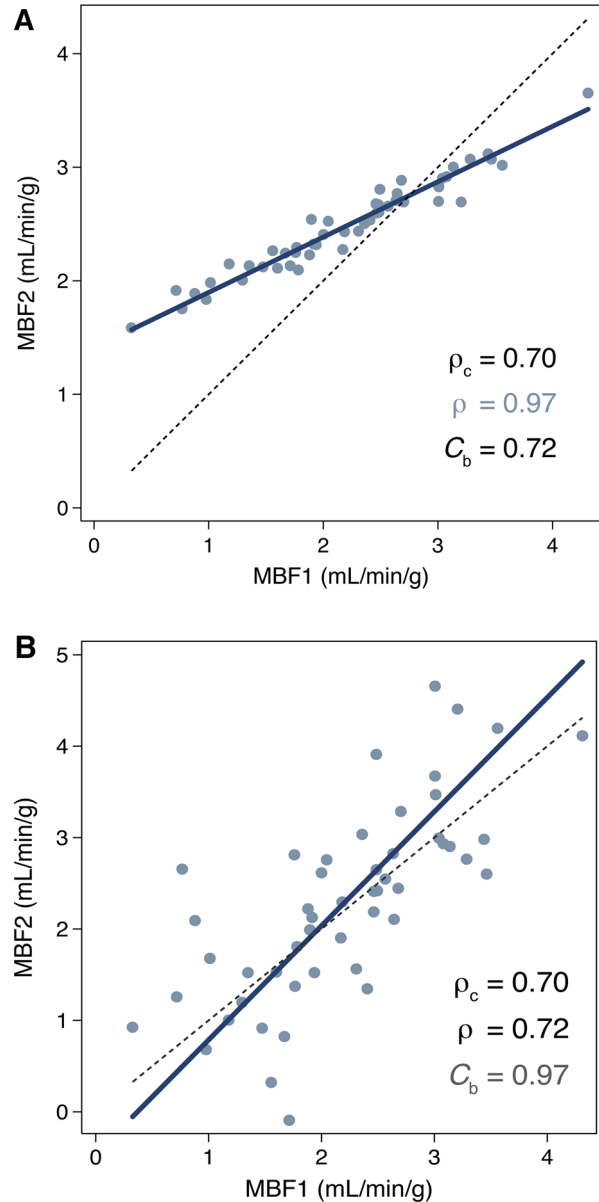 A
4
3
2
1
0
MBF2 (mL/min/g)
ρc = 0.70
ρ = 0.97
Cb = 0.72
0 1 2 3 4
MBF1 (mL/min/g)
B
5
4
3
2
1
0
MBF2 (mL/min/g)
ρc = 0.70
ρ = 0.72
Cb = 0.97
0 1 2 3 4
MBF1 (mL/min/g)